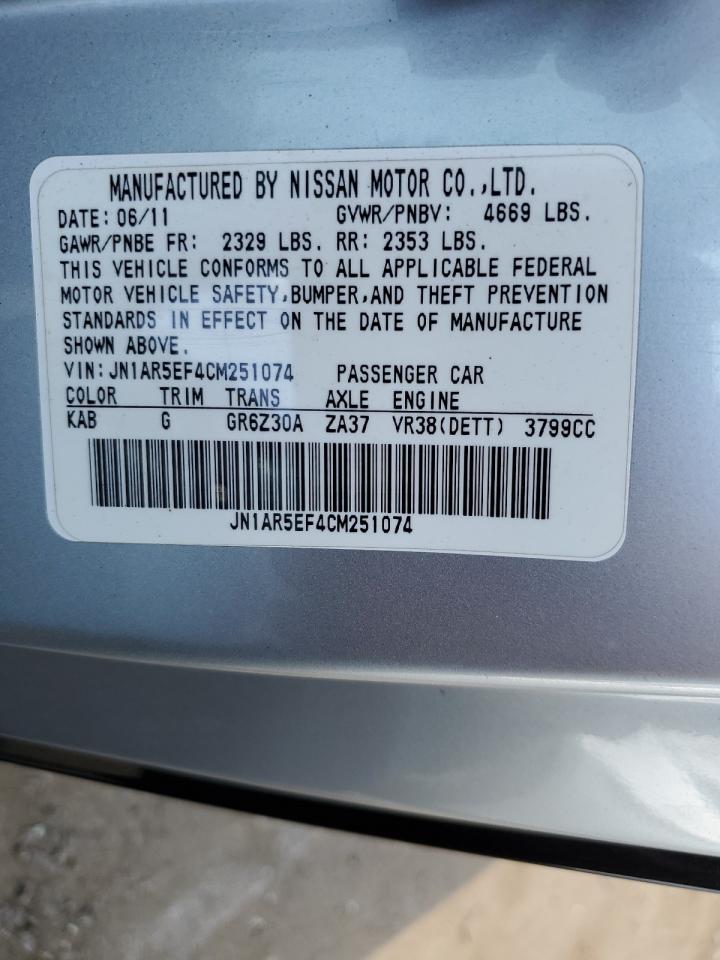 MANUFACTURED BY NISSAN MOTOR CO.,LTD.
DATE: 06/11 GVWR/PNBV: 4669 LBS.
GAWR/PNBE FR: 2329 LBS. RR: 2353 LBS.
THIS VEHICLE CONFORMS TO ALL APPLICABLE FEDERAL
MOTOR VEHICLE SAFETY,BUMPER,AND THEFT PREVENTION
STANDARDS IN EFFECT ON THE DATE OF MANUFACTURE
SHOWN ABOVE.
VIN: JN1AR5EF4CM251074 PASSENGER CAR
COLOR TRIM TRANS AXLE ENGINE
KAB G GR6Z30A ZA37 VR38(DETT) 3799CC
JN1AR5EF4CM251074